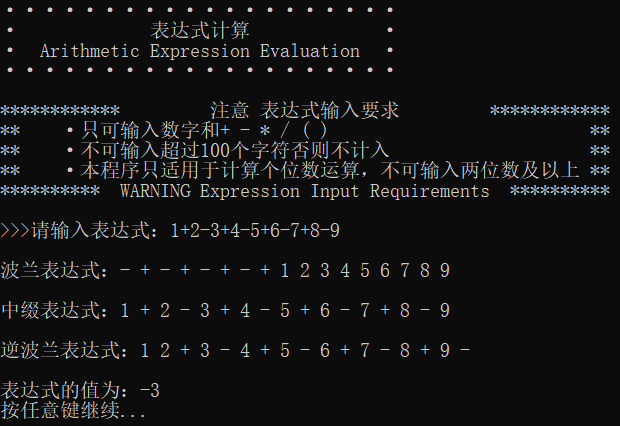 · · · · · · · · · · · · · · · · · · · ·
· 表达式计算 ·
· Arithmetic Expression Evaluation ·
· · · · · · · · · · · · · · · · · · · ·
************ 注意 表达式输入要求 ************
** ·只可输入数字和+ - * / ( ) **
** ·不可输入超过100个字符否则不计入 **
** ·本程序只适用于计算个位数运算，不可输入两位数及以上 **
********** WARNING Expression Input Requirements **********
>>>请输入表达式：1+2-3+4-5+6-7+8-9
波兰表达式：- + - + - + - + 1 2 3 4 5 6 7 8 9
中缀表达式：1 + 2 - 3 + 4 - 5 + 6 - 7 + 8 - 9
逆波兰表达式：1 2 + 3 - 4 + 5 - 6 + 7 - 8 + 9 -
表达式的值为：-3
按任意键继续...